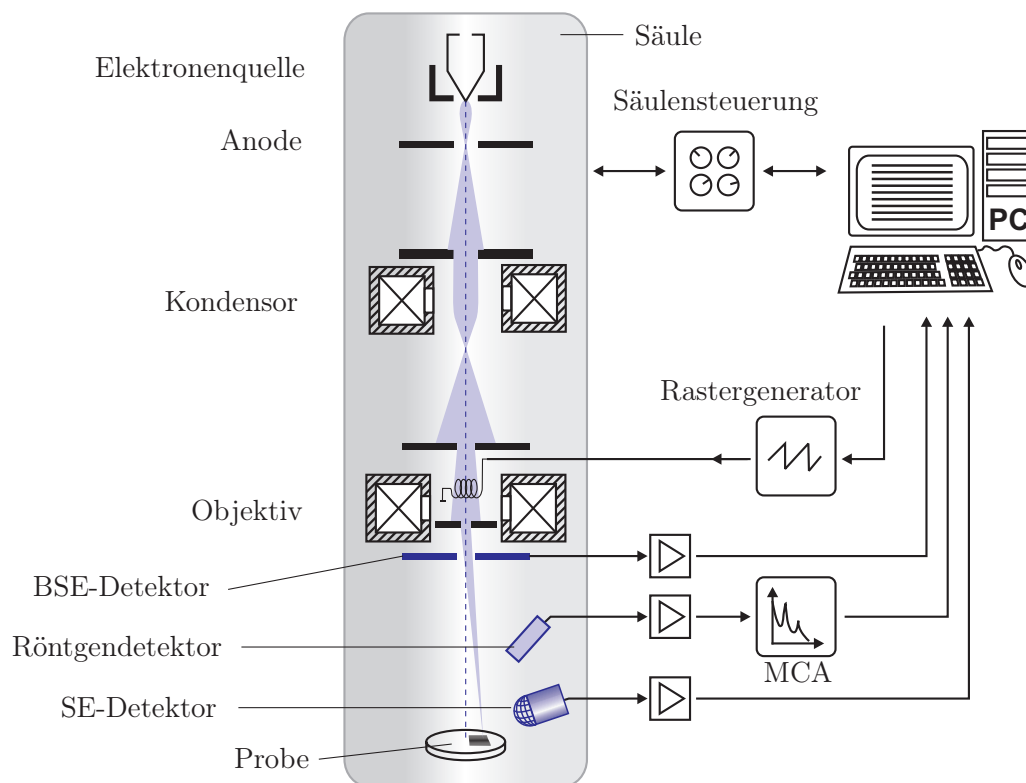 Säule
Elektronenquelle
Säulensteuerung
Anode
PC
Kondensor
Rastergenerator
Objektiv
BSE-Detektor
Röntgendetektor
MCA
SE-Detektor
Probe